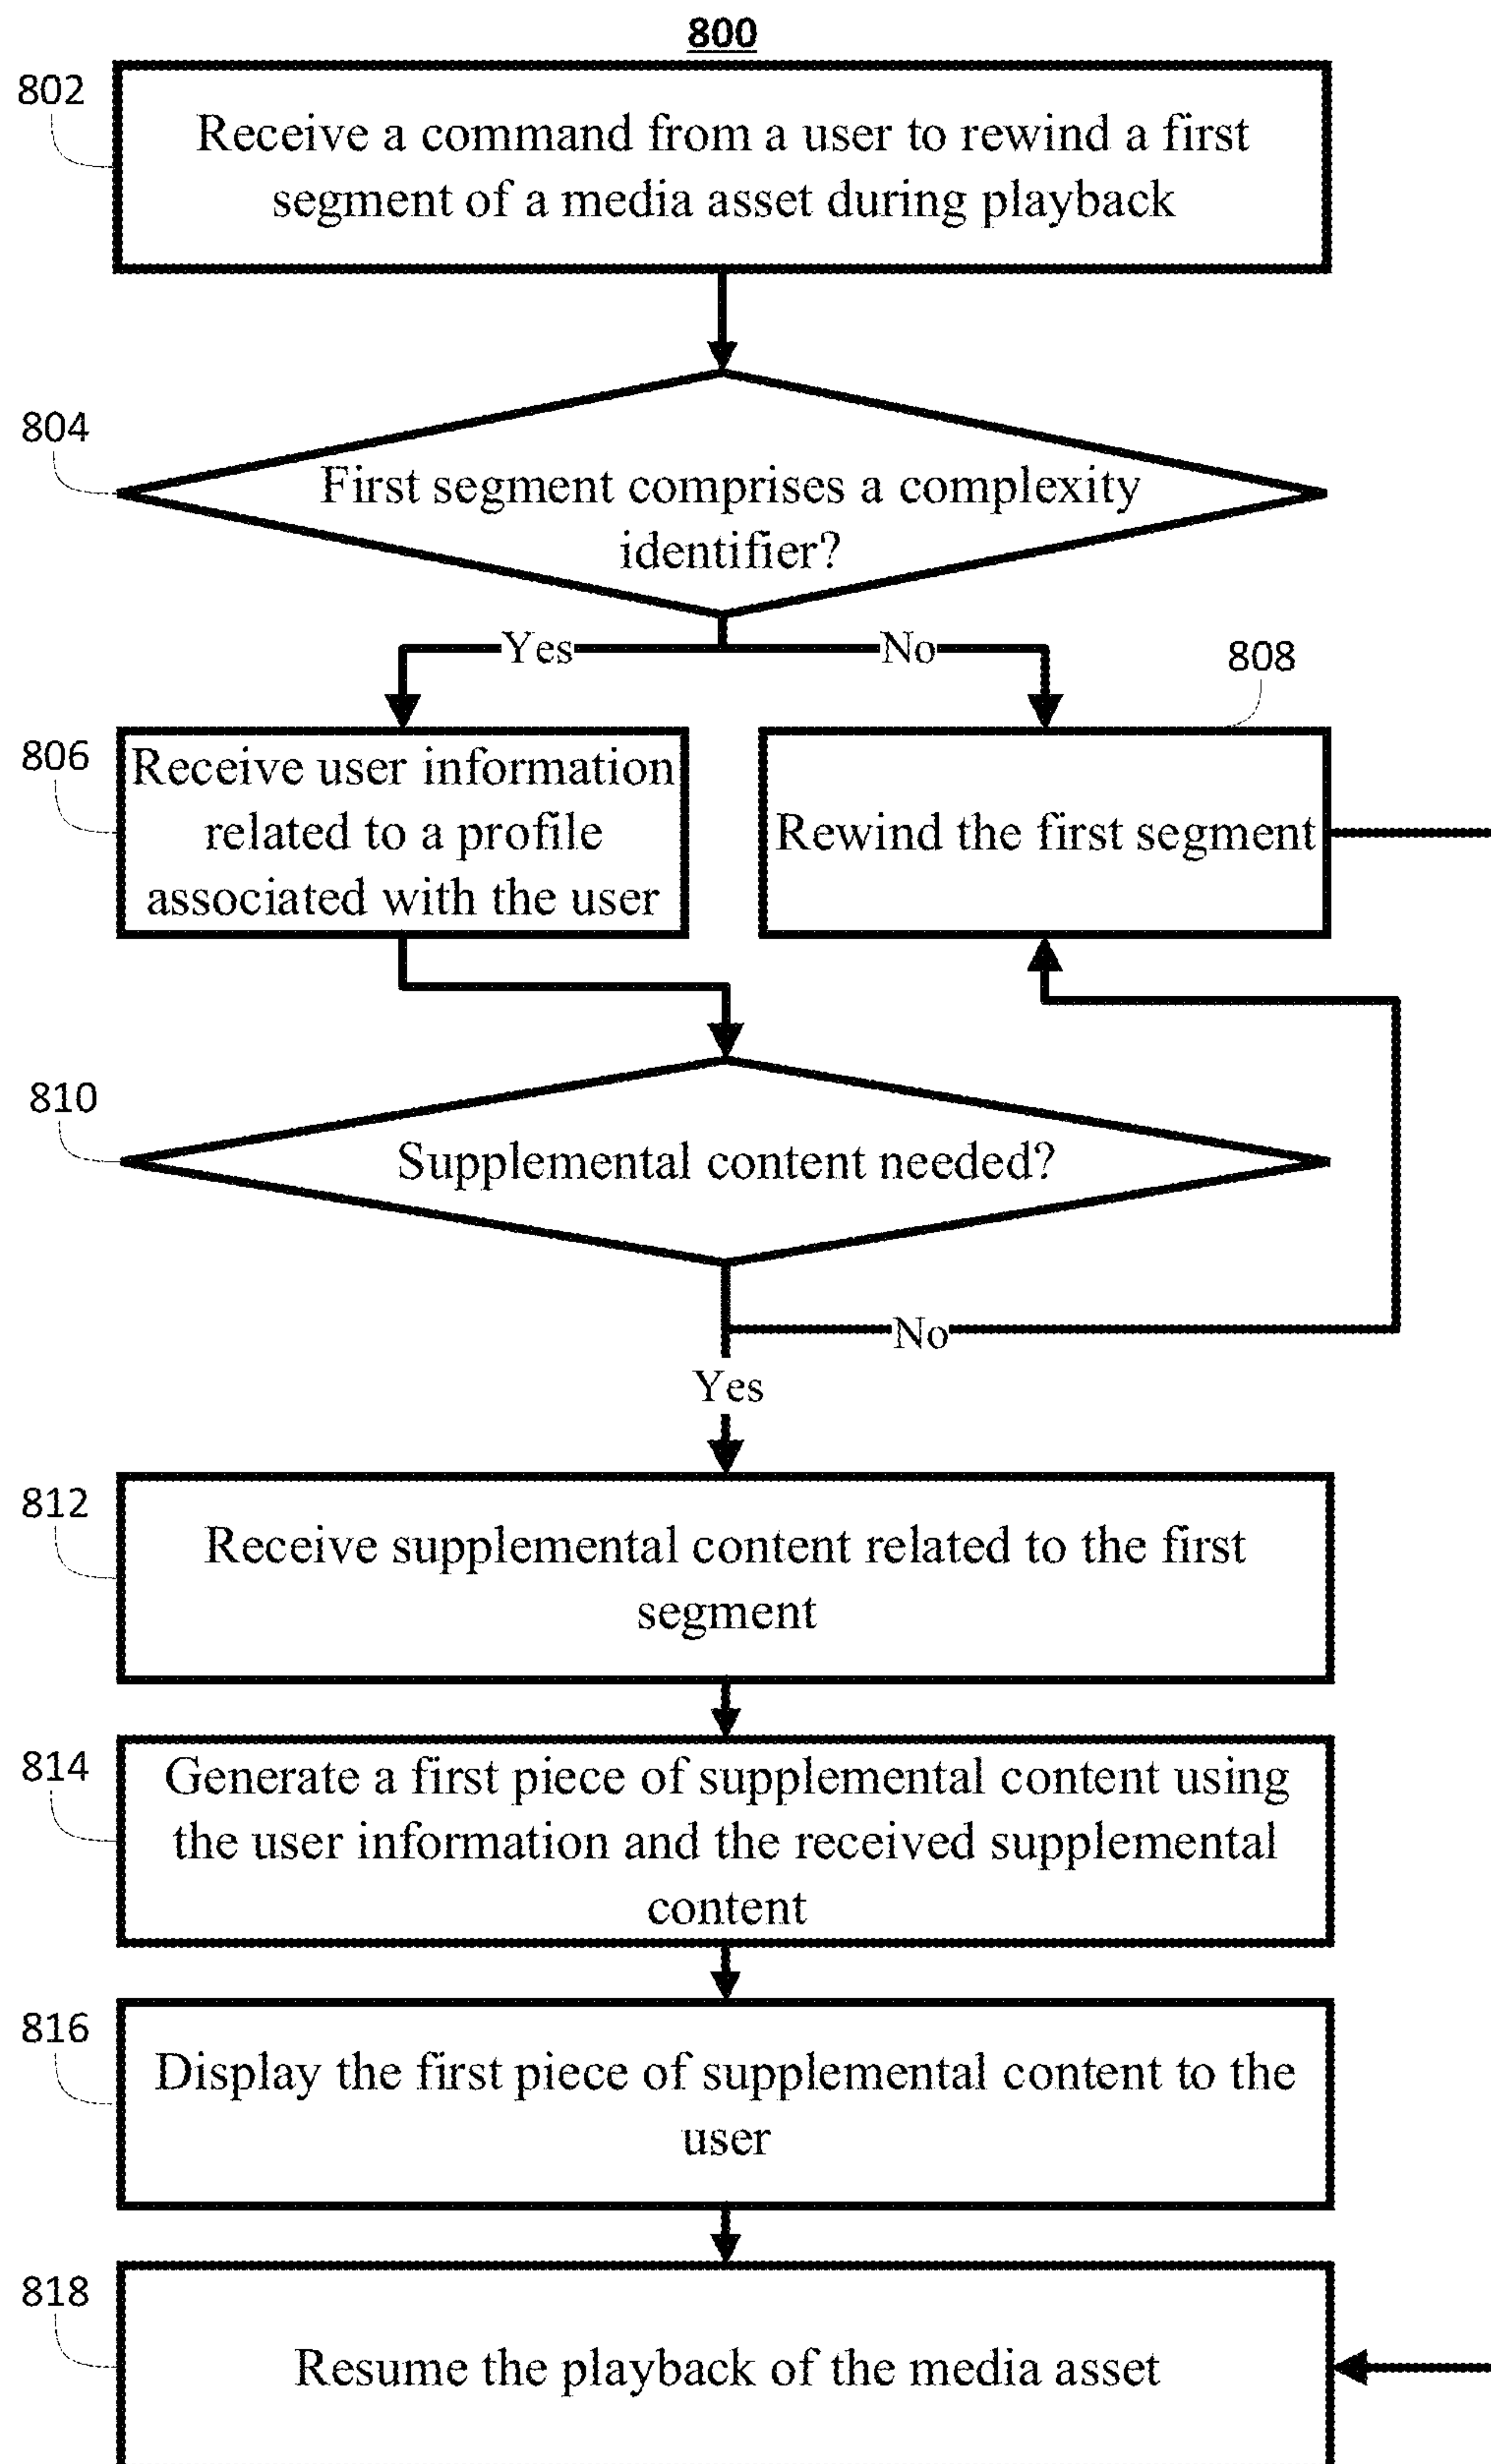 800
802
Receive a command from a user to rewind a first
segment of a media asset during playback
804
First segment comprises a complexity
identifier?
Yes
No
808
806
Receive user information
related to a profile
associated with the user
Rewind the first segment
810
Supplemental content needed?
No
Yes
812
Receive supplemental content related to the first
segment
814
Generate a first piece of supplemental content using
the user information and the received supplemental
content
816
Display the first piece of supplemental content to the
user
818
Resume the playback of the media asset